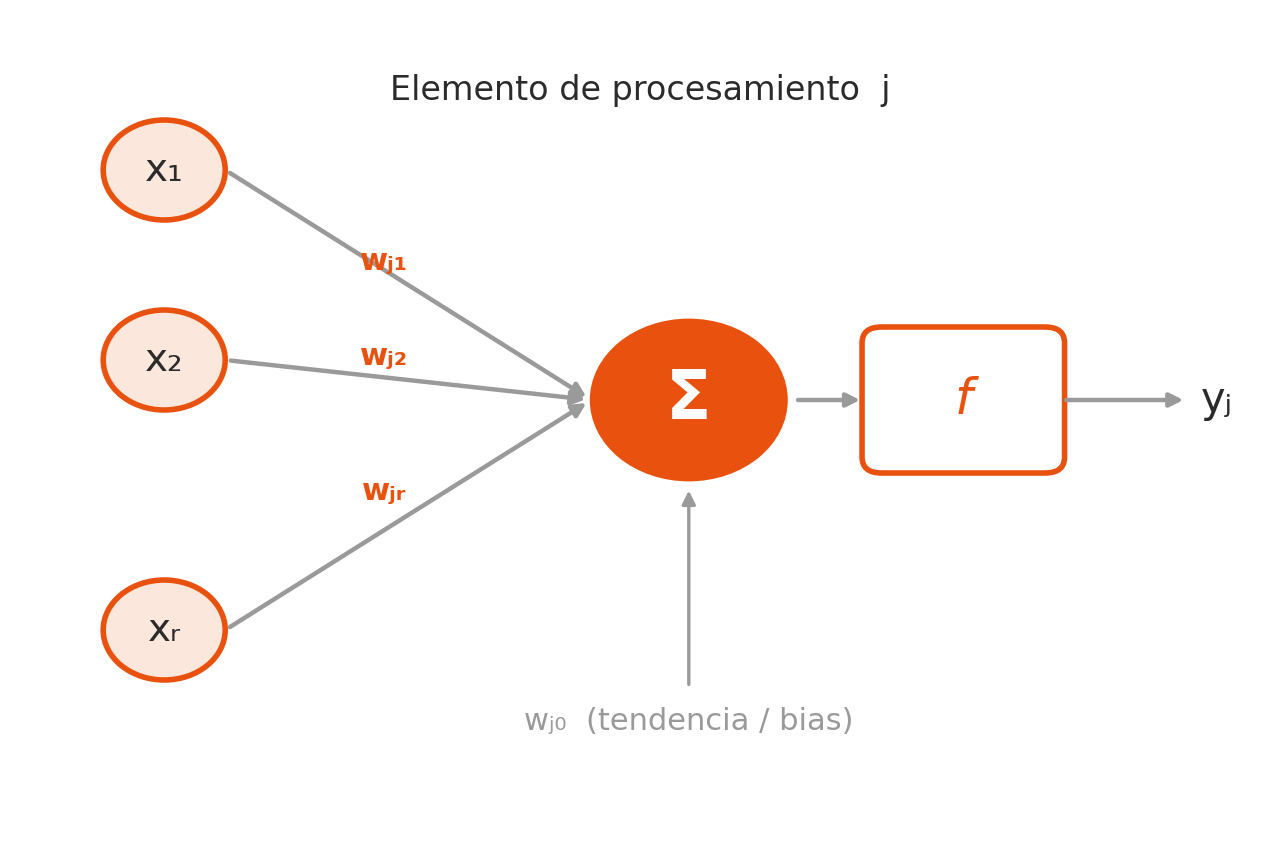 Elemento de procesamiento  j
x₁
wⱼ₁
x₂
wⱼ₂
Σ
f
yⱼ
wⱼᵣ
xᵣ
wⱼ₀  (tendencia / bias)